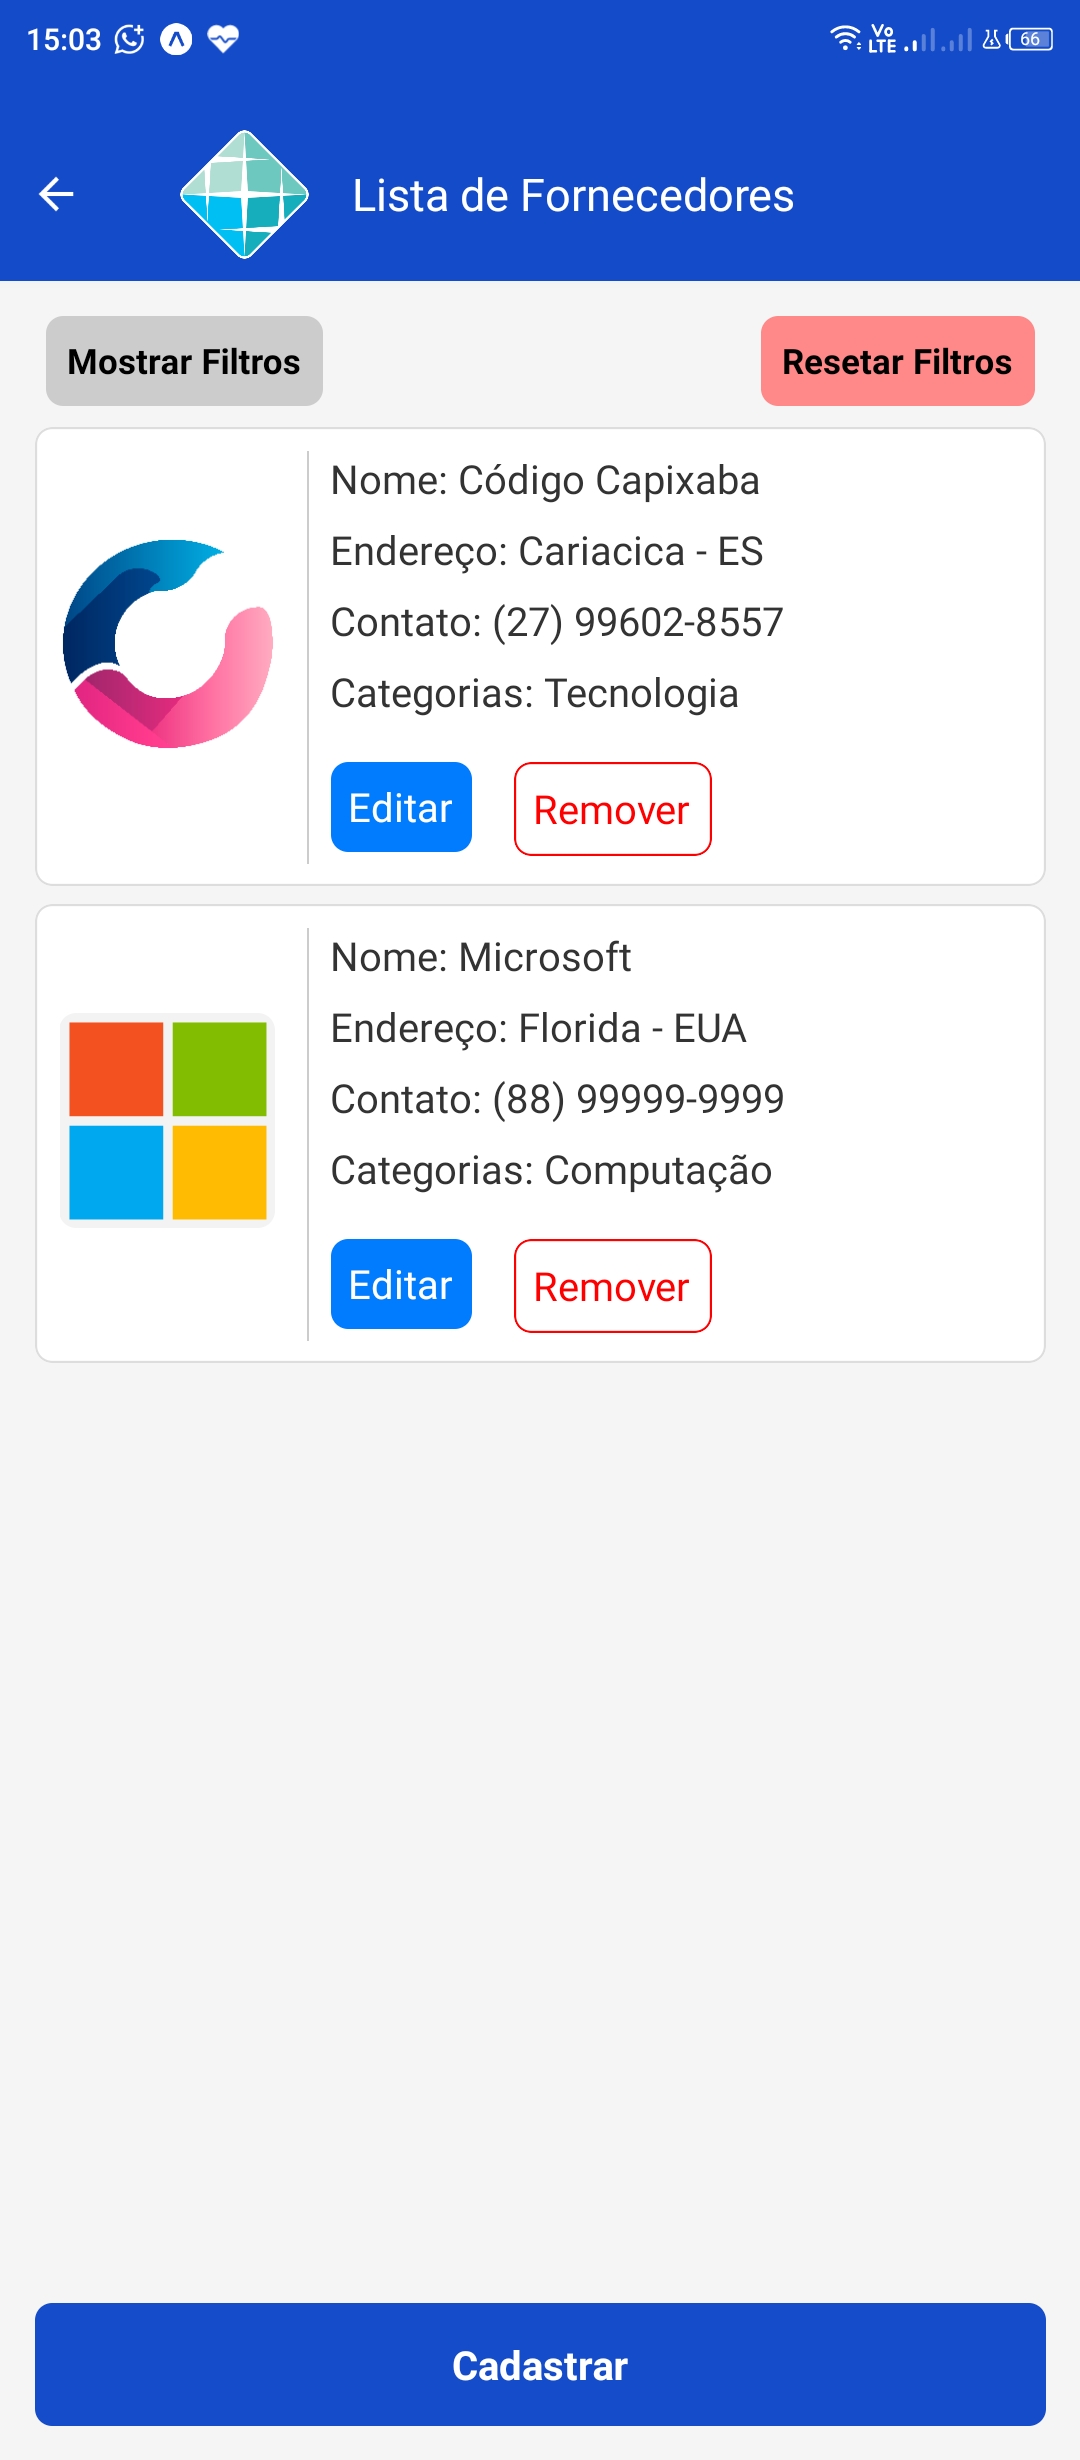 15:03
Vo LTE
66
Lista de Fornecedores
Mostrar Filtros
Resetar Filtros
Nome: Código Capixaba
Endereço: Cariacica - ES
Contato: (27) 99602-8557
Categorias: Tecnologia
Editar
Remover
Nome: Microsoft
Endereço: Florida - EUA
Contato: (88) 99999-9999
Categorias: Computação
Editar
Remover
Cadastrar